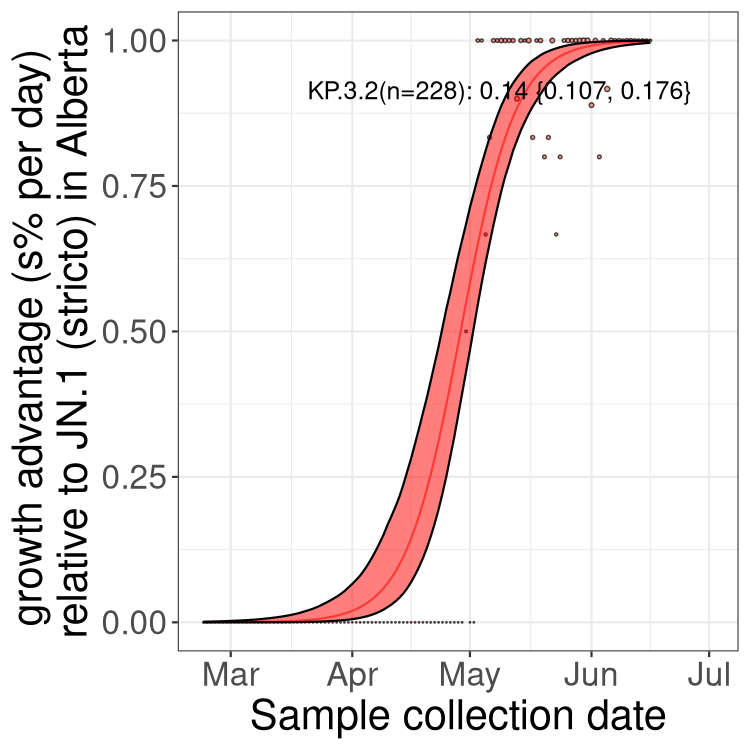 growth advantage (s% per day)
relative to JN.1 (stricto) in Alberta
1.00
0.75
0.50
0.25
0.00
KP.3.2(n=228): 0.14 {0.107, 0.176}
Mar Apr May Jun Jul
Sample collection date